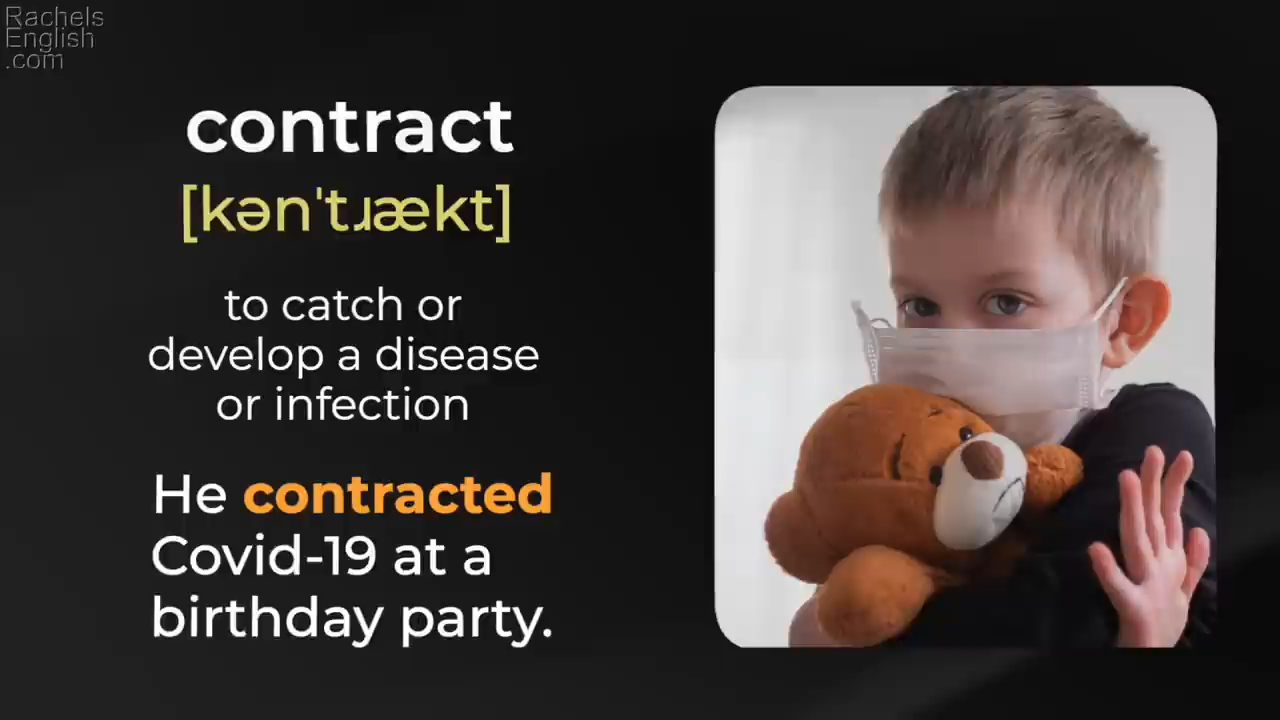 Rachels
English
.com
contract
[kənˈtɹækt]
to catch or
develop a disease
or infection
He contracted
Covid-19 at a
birthday party.